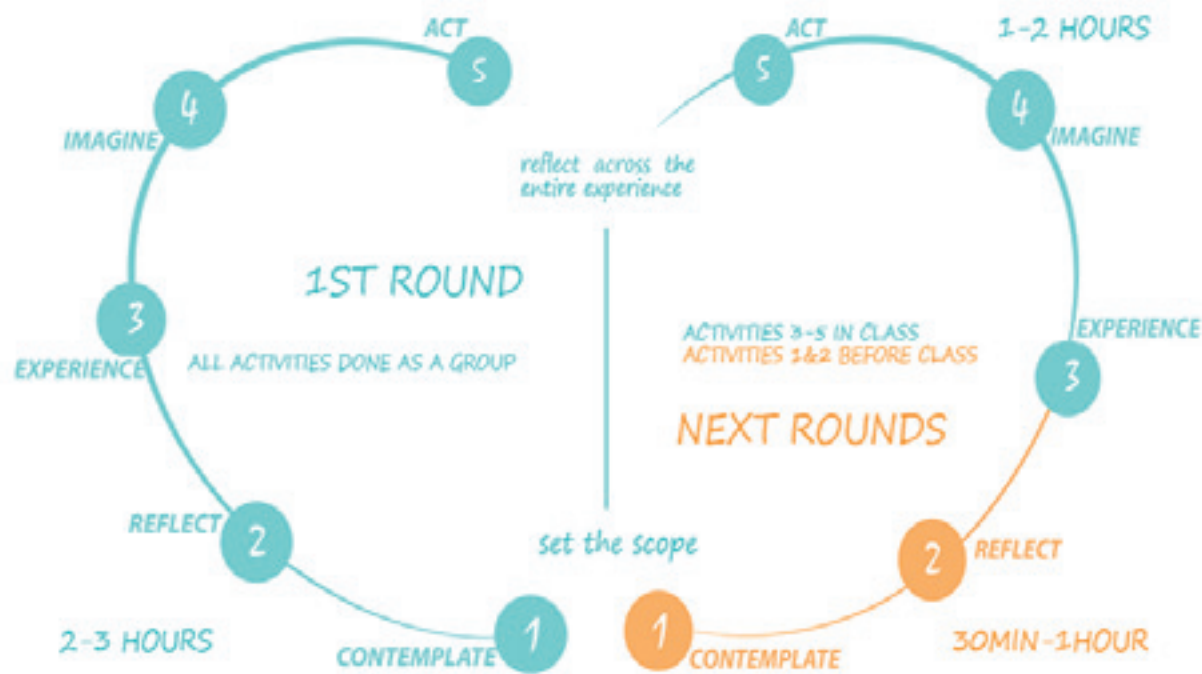 ACT
5
4
IMAGINE
3
EXPERIENCE
1ST ROUND
ALL ACTIVITIES DONE AS A GROUP
REFLECT
2
2-3 HOURS
CONTEMPLATE
1
reflect across the
entire experience
set the scope
ACT
5
1-2 HOURS
4
IMAGINE
EXPERIENCE
3
ACTIVITIES 3-5 IN CLASS
ACTIVITIES 1&2 BEFORE CLASS
NEXT ROUNDS
2
REFLECT
1
CONTEMPLATE
30MIN-1HOUR